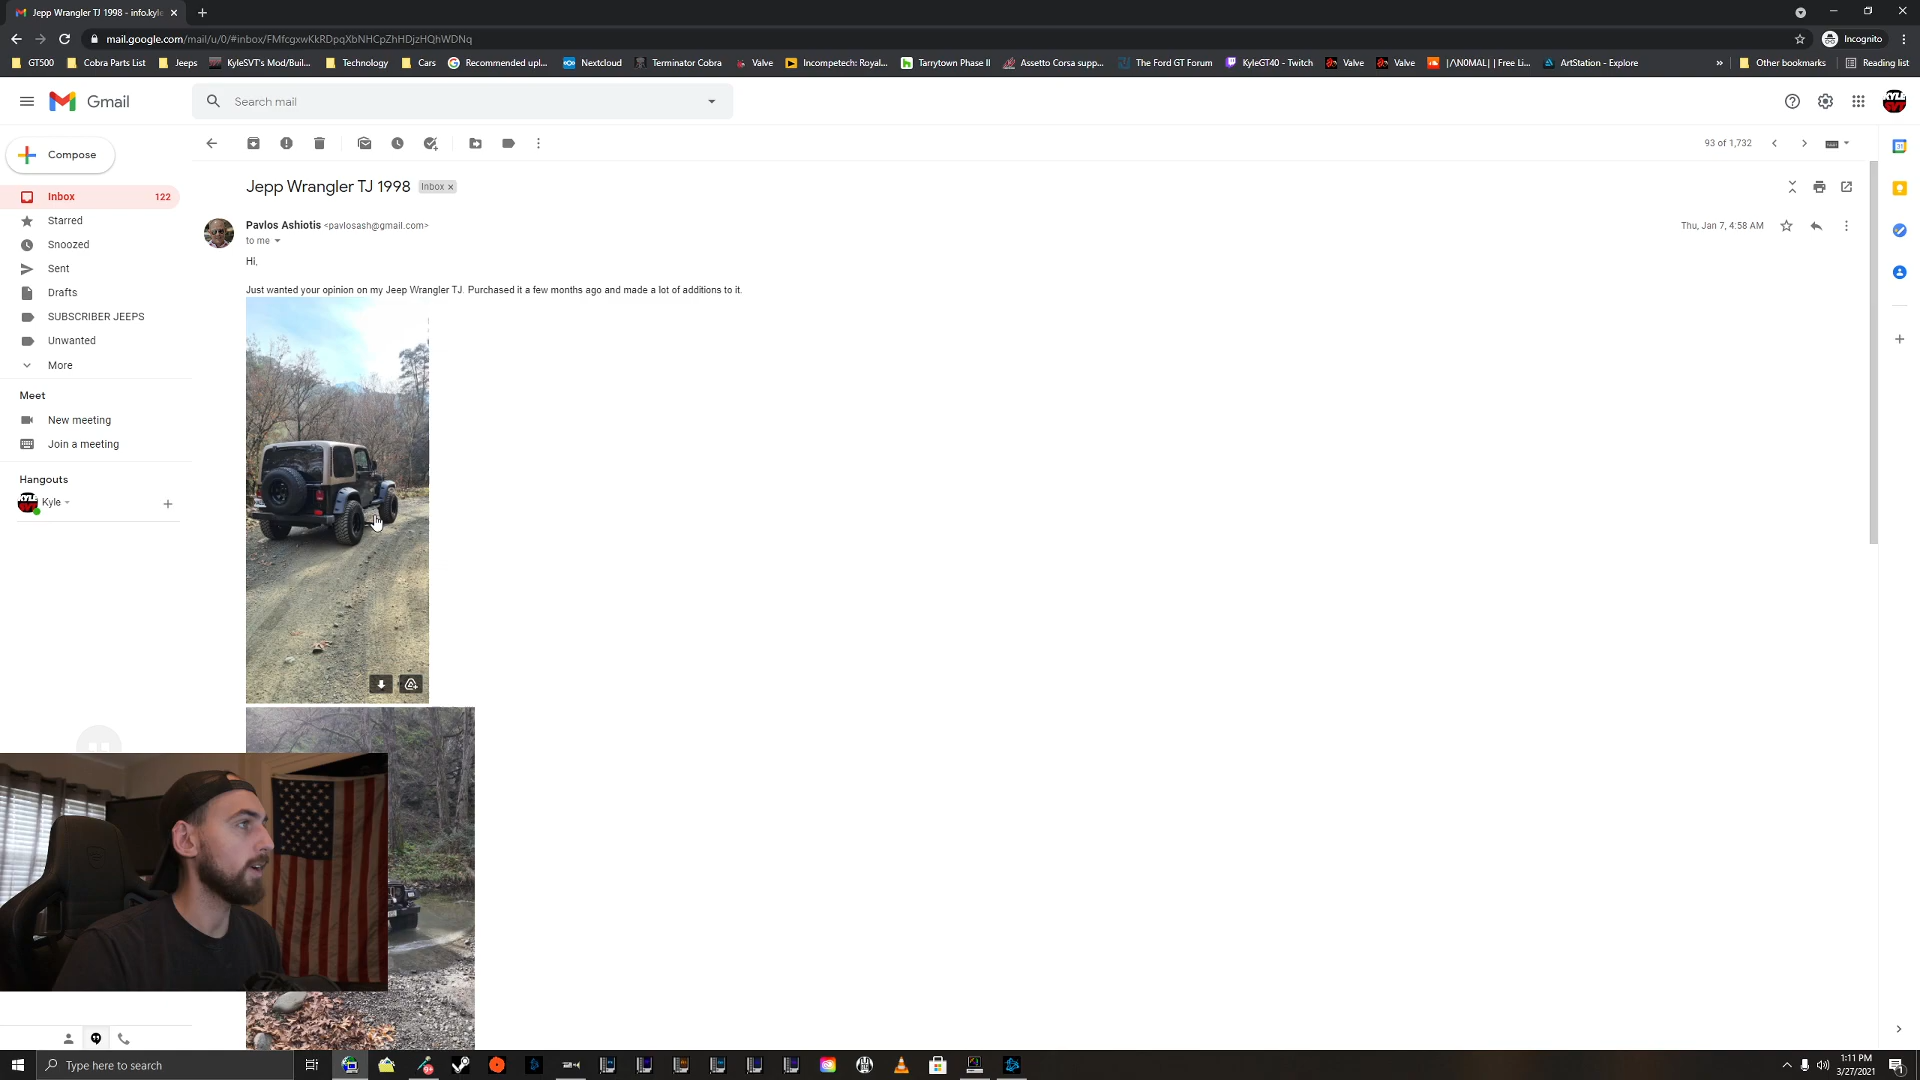 Jepp Wrangler TJ 1998 - info.kyle
mail.google.com/mail/u/0/#inbox/FMfcgxwKkRDpqXbNHCpZhHDjzHQhWDNq
Incognito
GT500
Cobra Parts List
Jeeps
KyleSVT's Mod/Buil...
Technology
Cars
Recommended upl...
Nextcloud
Terminator Cobra
Valve
Incompetech: Royal...
Tarrytown Phase II
Assetto Corsa supp...
The Ford GT Forum
KyleGT40 - Twitch
Valve
Valve
|/\N0MAL| | Free Li...
ArtStation - Explore
»
Other bookmarks
Reading list
Gmail
Search mail
Compose
93 of 1,732
Inbox 122
Starred
Snoozed
Sent
Drafts
SUBSCRIBER JEEPS
Unwanted
More
Meet
New meeting
Join a meeting
Hangouts
Kyle
Jepp Wrangler TJ 1998 Inbox x
Pavlos Ashiotis <pavlosash@gmail.com>
Thu, Jan 7, 4:58 AM
to me
Hi,
Just wanted your opinion on my Jeep Wrangler TJ. Purchased it a few months ago and made a lot of additions to it.
Type here to search
1:11 PM
3/27/2021